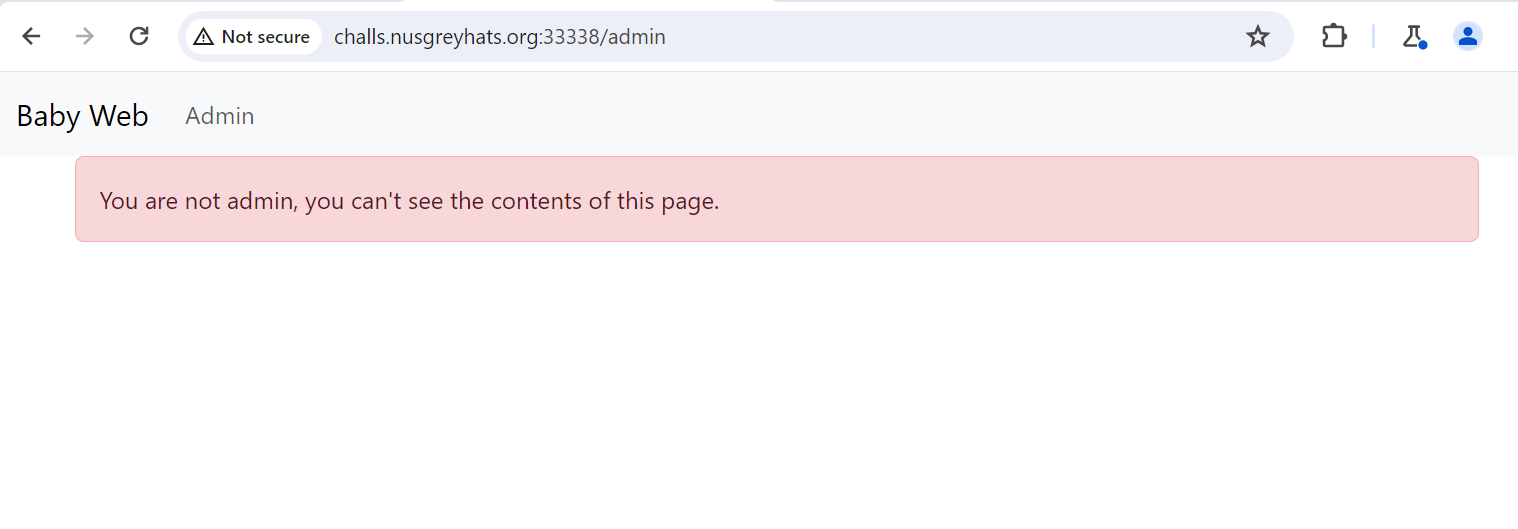 Not secure challs.nusgreyhats.org:33338/admin
Baby Web Admin
You are not admin, you can't see the contents of this page.